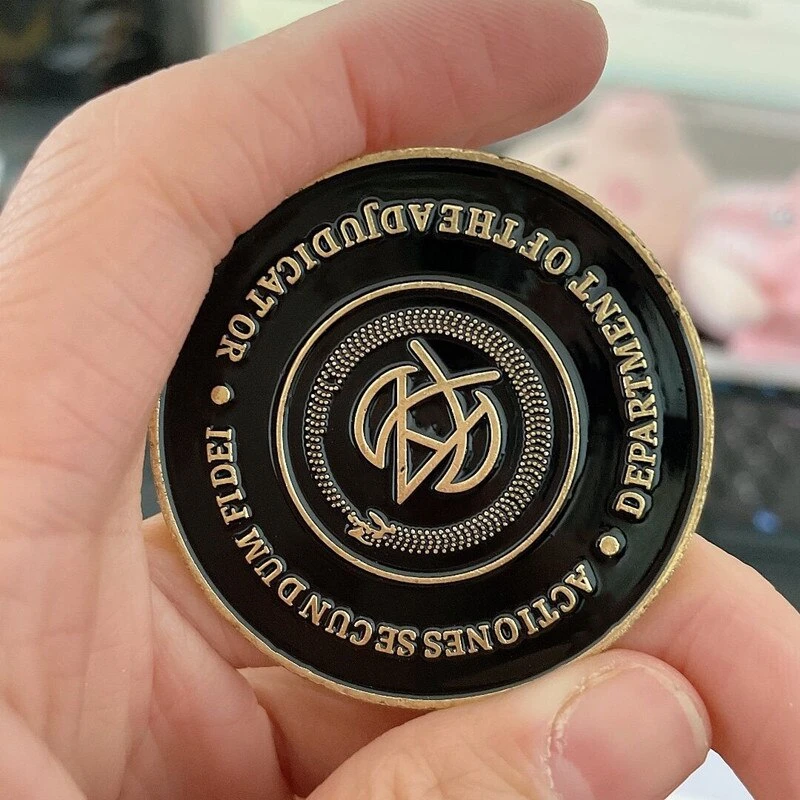 DEPARTMENT OF THE ADJUDICATOR
ACTIONES SECUNDUM FIDEI